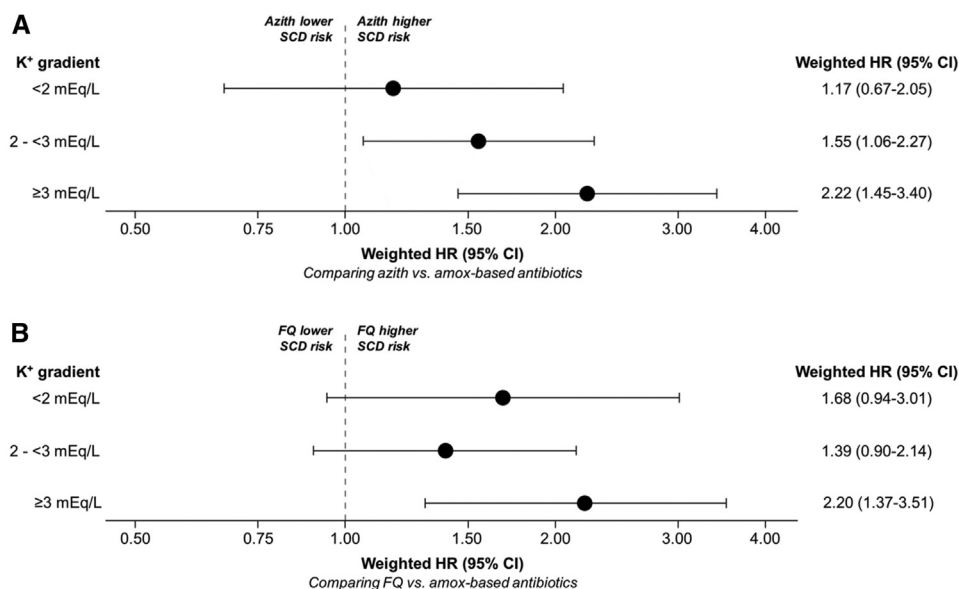 A
Azith lower Azith higher
SCD risk SCD risk
K⁺ gradient Weighted HR (95% CI)
<2 mEq/L 1.17 (0.67-2.05)
2 - <3 mEq/L 1.55 (1.06-2.27)
≥3 mEq/L 2.22 (1.45-3.40)
0.50 0.75 1.00 1.50 2.00 3.00 4.00
Weighted HR (95% CI)
Comparing azith vs. amox-based antibiotics
B
FQ lower FQ higher
SCD risk SCD risk
K⁺ gradient Weighted HR (95% CI)
<2 mEq/L 1.68 (0.94-3.01)
2 - <3 mEq/L 1.39 (0.90-2.14)
≥3 mEq/L 2.20 (1.37-3.51)
0.50 0.75 1.00 1.50 2.00 3.00 4.00
Weighted HR (95% CI)
Comparing FQ vs. amox-based antibiotics